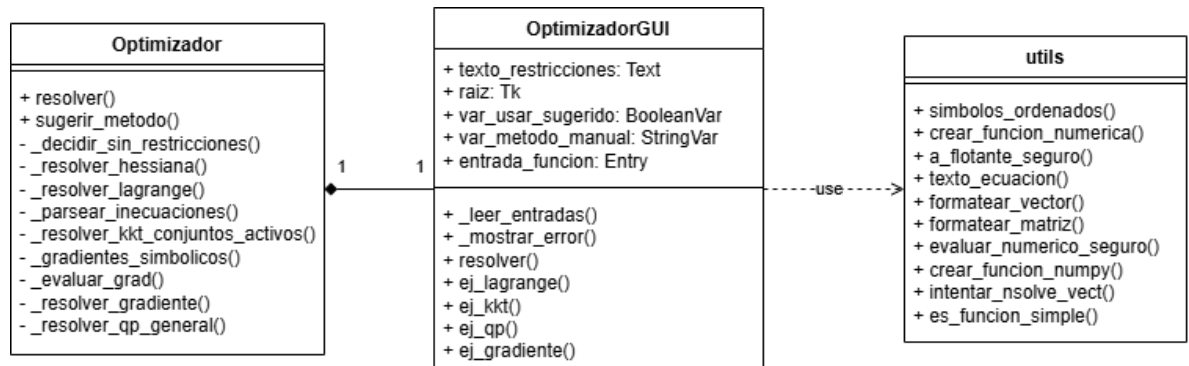 Optimizador
+ resolver()
+ sugerir_metodo()
- _decidir_sin_restricciones()
- _resolver_hessiana()
- _resolver_lagrange()
- _parsear_inecuaciones()
- _resolver_kkt_conjuntos_activos()
- _gradientes_simbolicos()
- _evaluar_grad()
- _resolver_gradiente()
- _resolver_qp_general()
1
1
OptimizadorGUI
+ texto_restricciones: Text
+ raiz: Tk
+ var_usar_sugerido: BooleanVar
+ var_metodo_manual: StringVar
+ entrada_funcion: Entry
+ _leer_entradas()
+ _mostrar_error()
+ resolver()
+ ej_lagrange()
+ ej_kkt()
+ ej_qp()
+ ej_gradiente()
use
utils
+ simbolos_ordenados()
+ crear_funcion_numerica()
+ a_flotante_seguro()
+ texto_ecuacion()
+ formatear_vector()
+ formatear_matriz()
+ evaluar_numerico_seguro()
+ crear_funcion_numpy()
+ intentar_nsolve_vect()
+ es_funcion_simple()